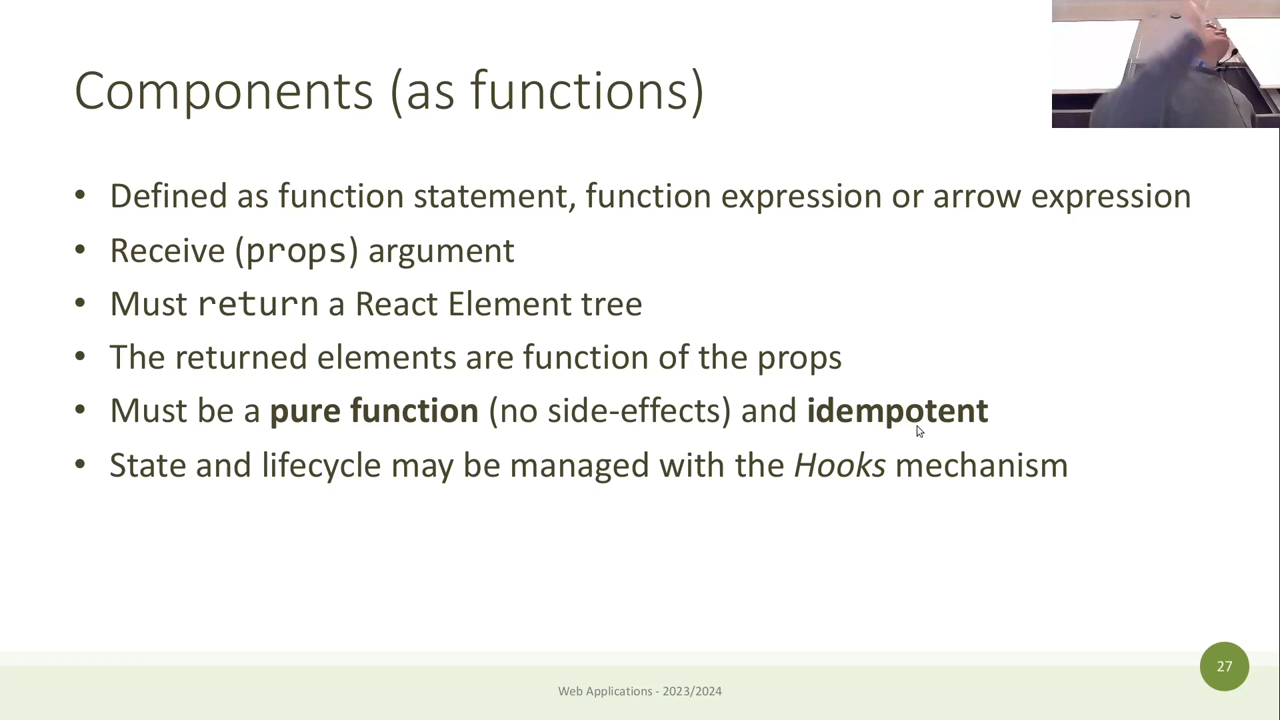 Components (as functions)
• Defined as function statement, function expression or arrow expression
• Receive (props) argument
• Must return a React Element tree
• The returned elements are function of the props
• Must be a pure function (no side-effects) and idempotent
• State and lifecycle may be managed with the Hooks mechanism
27
Web Applications - 2023/2024